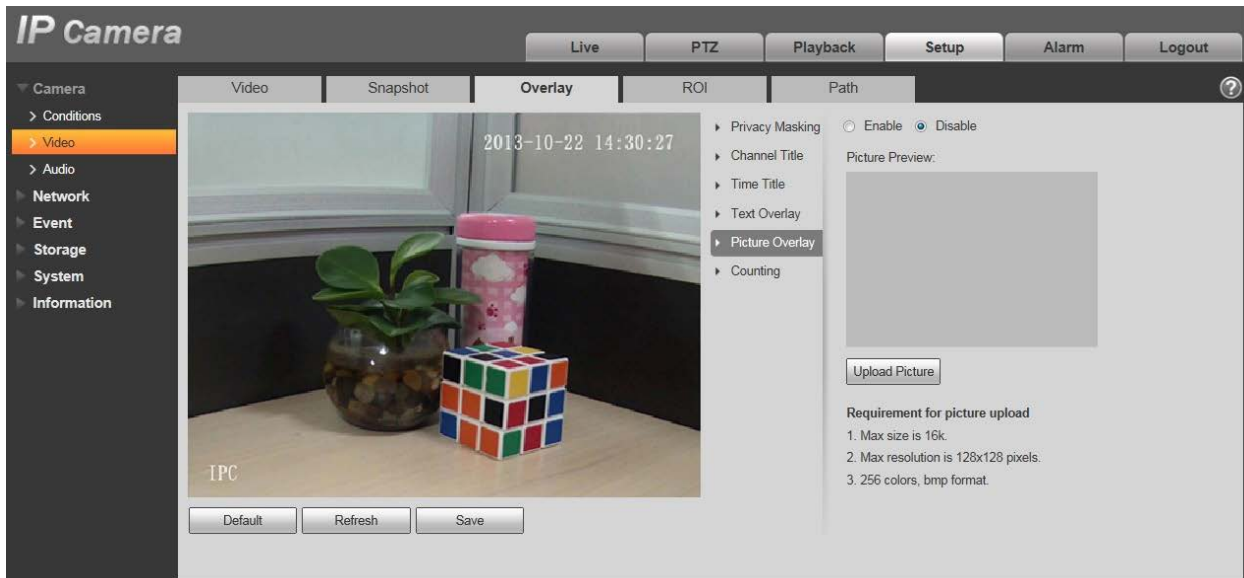 IP Camera
Live
PTZ
Playback
Setup
Alarm
Logout
Camera
Conditions
Video
Audio
Network
Event
Storage
System
Information
Video
Snapshot
Overlay
ROI
Path
?
2013-10-22 14:30:27
IPC
Default
Refresh
Save
Privacy Masking
Channel Title
Time Title
Text Overlay
Picture Overlay
Counting
Enable Disable
Picture Preview:
Upload Picture
Requirement for picture upload
1. Max size is 16k.
2. Max resolution is 128x128 pixels.
3. 256 colors, bmp format.